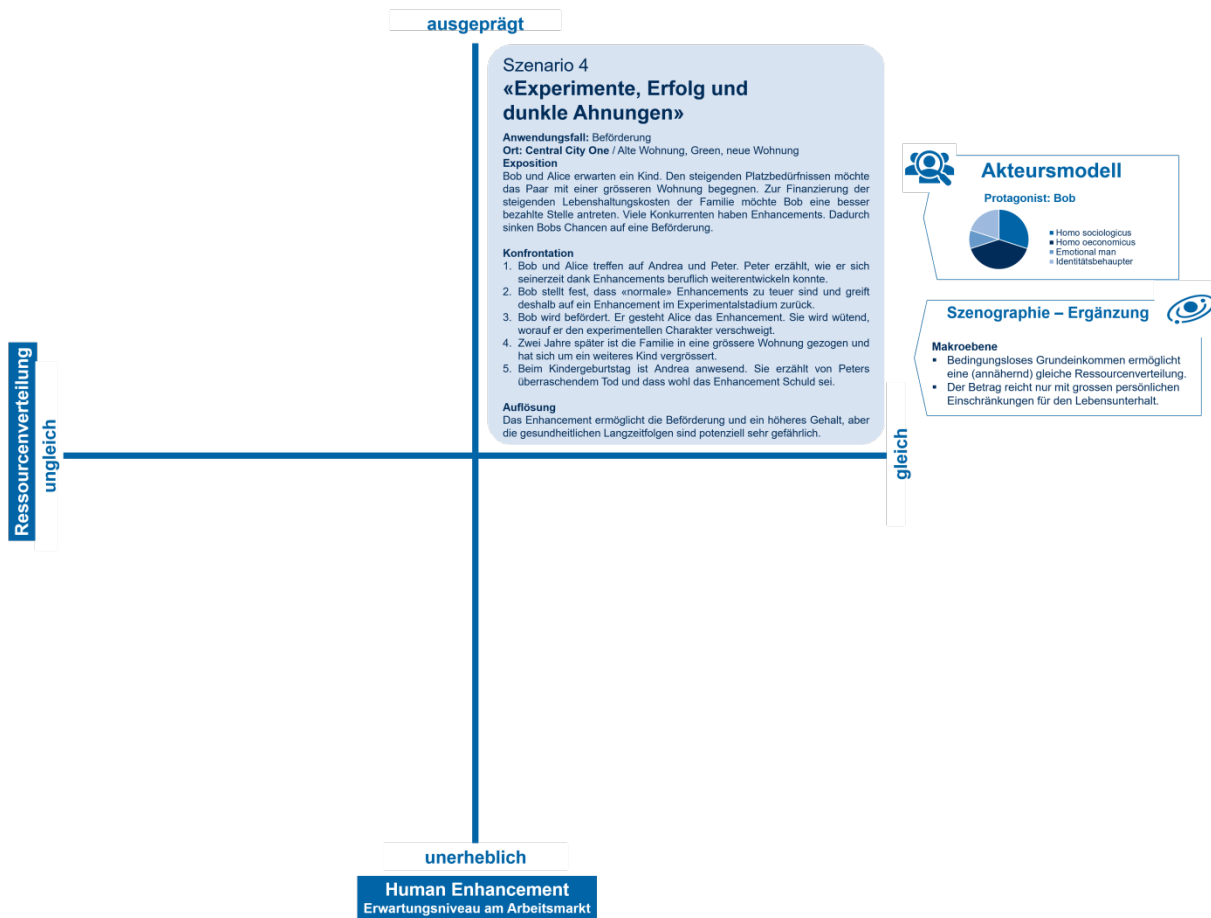 ausgeprägt
Szenario 4
«Experimente, Erfolg und
dunkle Ahnungen»
Anwendungsfall: Beförderung
Ort: Central City One / Alte Wohnung, Green, neue Wohnung
Exposition
Bob und Alice erwarten ein Kind. Den steigenden Platzbedürfnissen möchte
das Paar mit einer grösseren Wohnung begegnen. Zur Finanzierung der
steigenden Lebenshaltungskosten der Familie möchte Bob eine besser
bezahlte Stelle antreten. Viele Konkurrenten haben Enhancements. Dadurch
sinken Bobs Chancen auf eine Beförderung.
Konfrontation
1. Bob und Alice treffen auf Andrea und Peter. Peter erzählt, wie er sich
seinerzeit dank Enhancements beruflich weiterentwickeln konnte.
2. Bob stellt fest, dass «normale» Enhancements zu teuer sind und greift
deshalb auf ein Enhancement im Experimentalstadium zurück.
3. Bob wird befördert. Er gesteht Alice das Enhancement. Sie wird wütend,
worauf er den experimentellen Charakter verschweigt.
4. Zwei Jahre später ist die Familie in eine grössere Wohnung gezogen und
hat sich um ein weiteres Kind vergrössert.
5. Beim Kindergeburtstag ist Andrea anwesend. Sie erzählt von Peters
überraschendem Tod und dass wohl das Enhancement Schuld sei.
Auflösung
Das Enhancement ermöglicht die Beförderung und ein höheres Gehalt, aber
die gesundheitlichen Langzeitfolgen sind potenziell sehr gefährlich.
Akteursmodell
Protagonist: Bob
Homo sociologicus
Homo oeconomicus
Emotional man
Identitätsbehaupter
Szenographie – Ergänzung
Makroebene
▪ Bedingungsloses Grundeinkommen ermöglicht
eine (annähernd) gleiche Ressourcenverteilung.
▪ Der Betrag reicht nur mit grossen persönlichen
Einschränkungen für den Lebensunterhalt.
Ressourcenverteilung
ungleich
gleich
unerheblich
Human Enhancement
Erwartungsniveau am Arbeitsmarkt